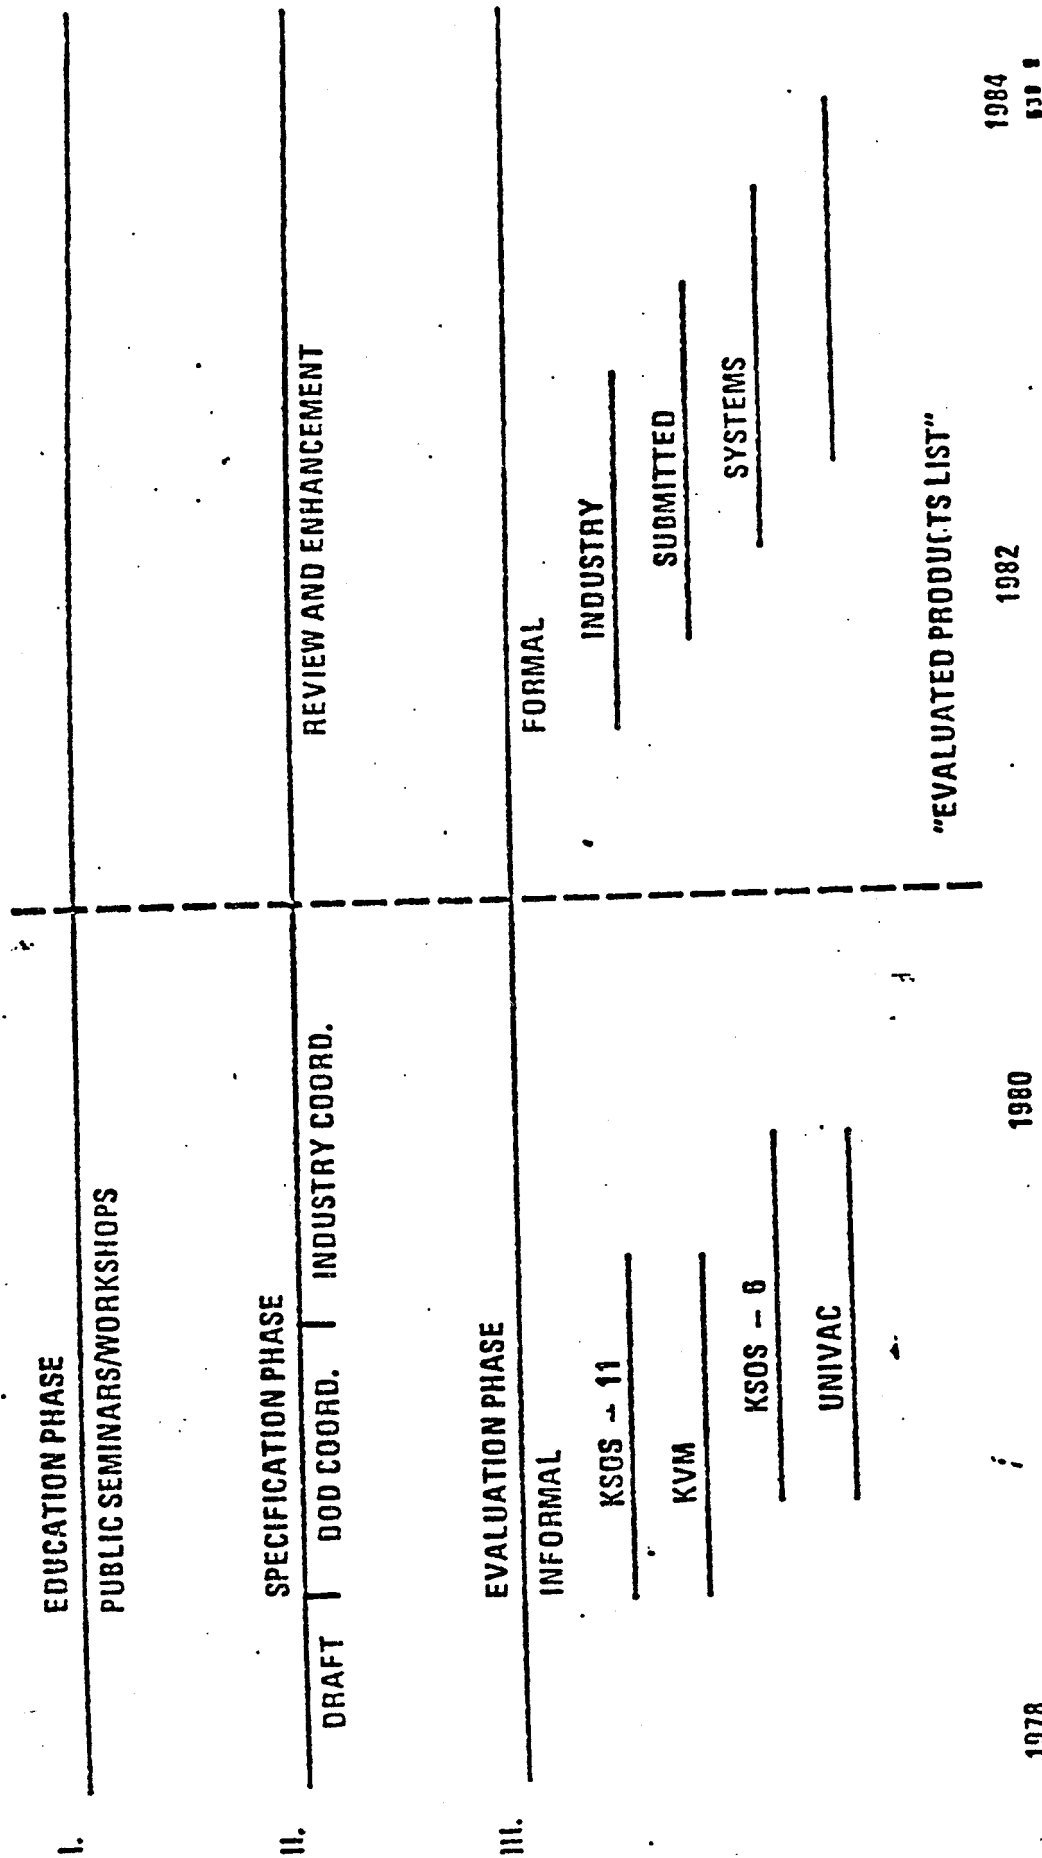 I.
EDUCATION PHASE
PUBLIC SEMINARS/WORKSHOPS
II.
SPECIFICATION PHASE
DRAFT
DOD COORD.
INDUSTRY COORD.
REVIEW AND ENHANCEMENT
III.
EVALUATION PHASE
INFORMAL
FORMAL
KSOS - 11
KVM
KSOS - 6
UNIVAC
INDUSTRY
SUBMITTED
SYSTEMS
"EVALUATED PRODUCTS LIST"
1978
1980
1982
1984